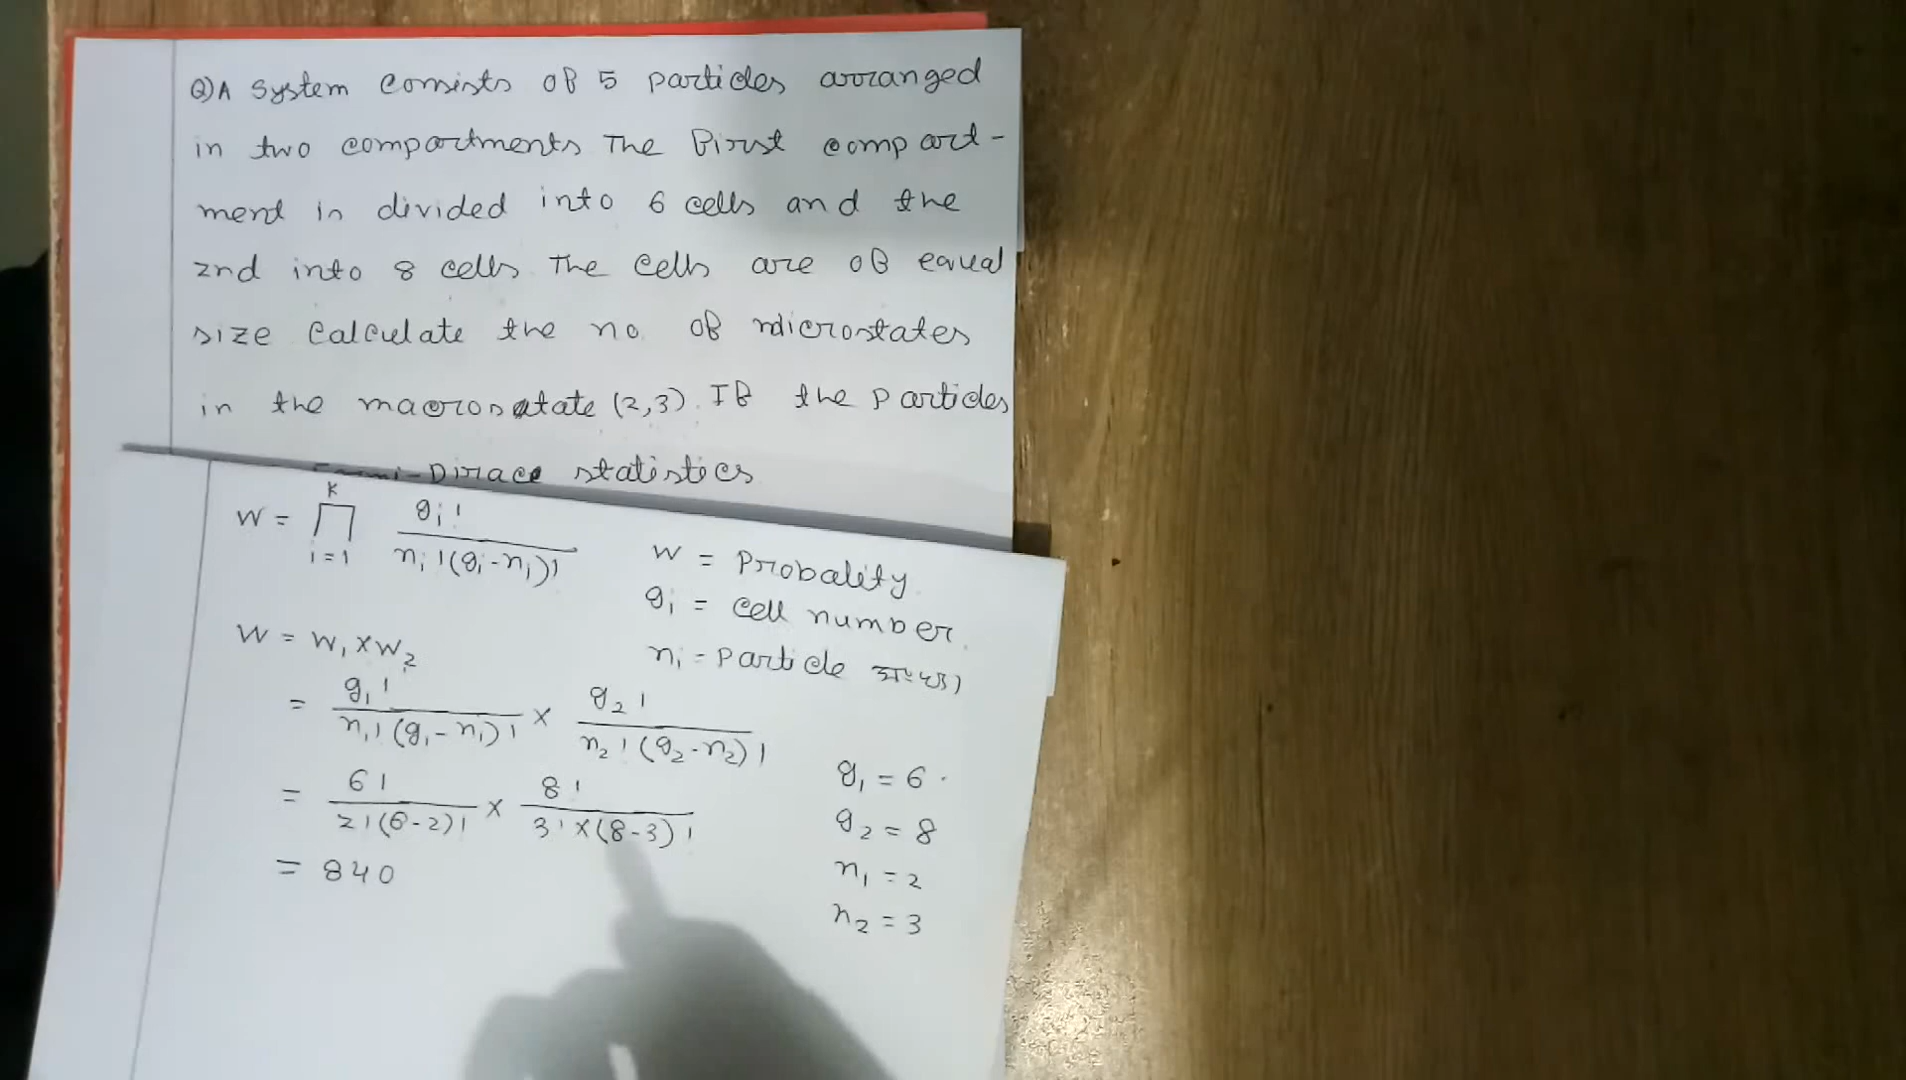 Q) A System Consists of 5 particles arranged
in two compartments The First compart-
ment is divided into 6 cells and the
2nd into 8 cells. The Cells are of equal
size Calculate the no. of microstates
in the macrostate (2,3). If the particles
-Dirace statistics
W = ∏ (i=1 to K) gᵢ! / nᵢ!(gᵢ-nᵢ)!
W = Probality
gᵢ = cell number
nᵢ = Particle সংখ্যা
W = W₁ x W₂
= g₁! / n₁!(g₁-n₁)! x g₂! / n₂!(g₂-n₂)!
= 6! / 2!(6-2)! x 8! / 3!x(8-3)!
= 840
g₁ = 6
g₂ = 8
n₁ = 2
n₂ = 3